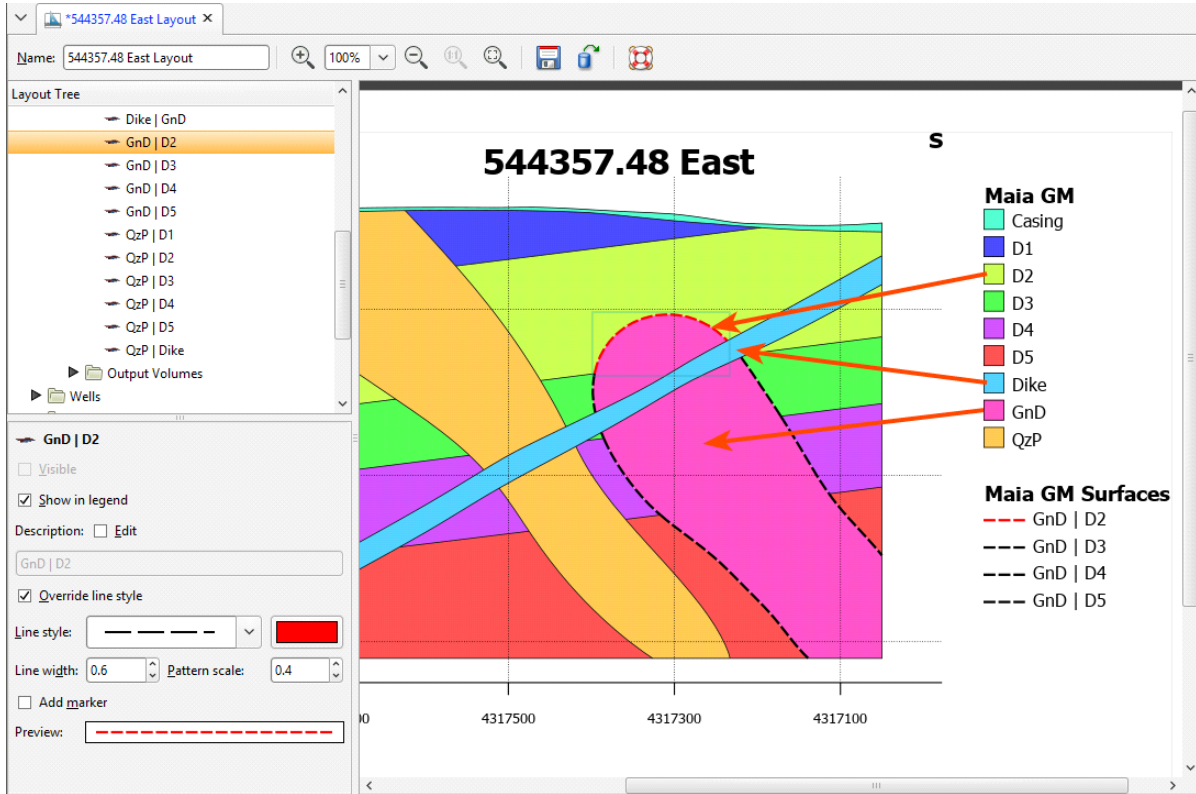 *544357.48 East Layout
Name: 544357.48 East Layout
100%
1:1
Layout Tree
Dike | GnD
GnD | D2
GnD | D3
GnD | D4
GnD | D5
QzP | D1
QzP | D2
QzP | D3
QzP | D4
QzP | D5
QzP | Dike
Output Volumes
Wells
GnD | D2
Visible
Show in legend
Description: Edit
GnD | D2
Override line style
Line style:
Line width: 0.6 Pattern scale: 0.4
Add marker
Preview:
S
544357.48 East
Maia GM
Casing
D1
D2
D3
D4
D5
Dike
GnD
QzP
Maia GM Surfaces
GnD | D2
GnD | D3
GnD | D4
GnD | D5
4317500 4317300 4317100